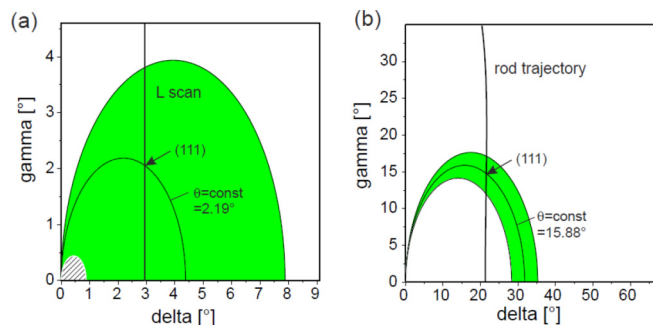 (a)
4
3
2
1
0
gamma [°]
L scan
(111)
θ=const
=2.19°
0 1 2 3 4 5 6 7 8 9
delta [°]
(b)
35
30
25
20
15
10
5
0
gamma [°]
rod trajectory
(111)
θ=const
=15.88°
0 10 20 30 40 50 60
delta [°]